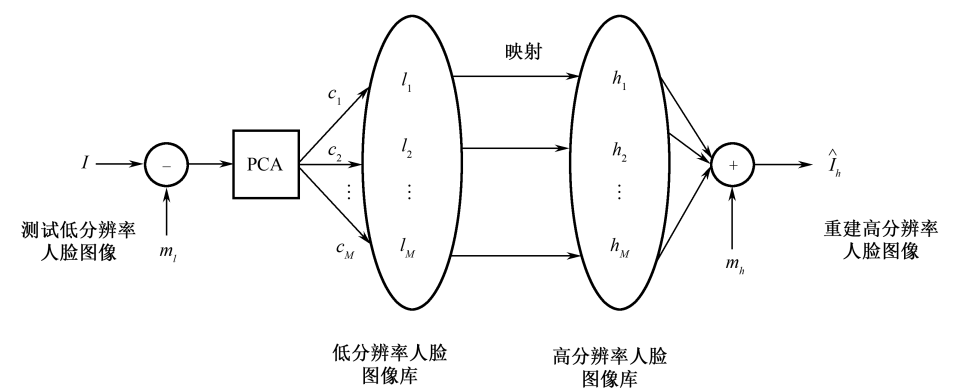 映射
c1
l1
h1
I
−
PCA
c2
l2
h2
+
Îh
⋮
⋮
⋮
测试低分辨率
人脸图像
ml
cM
lM
hM
mh
重建高分辨率
人脸图像
低分辨率人脸
图像库
高分辨率人脸
图像库